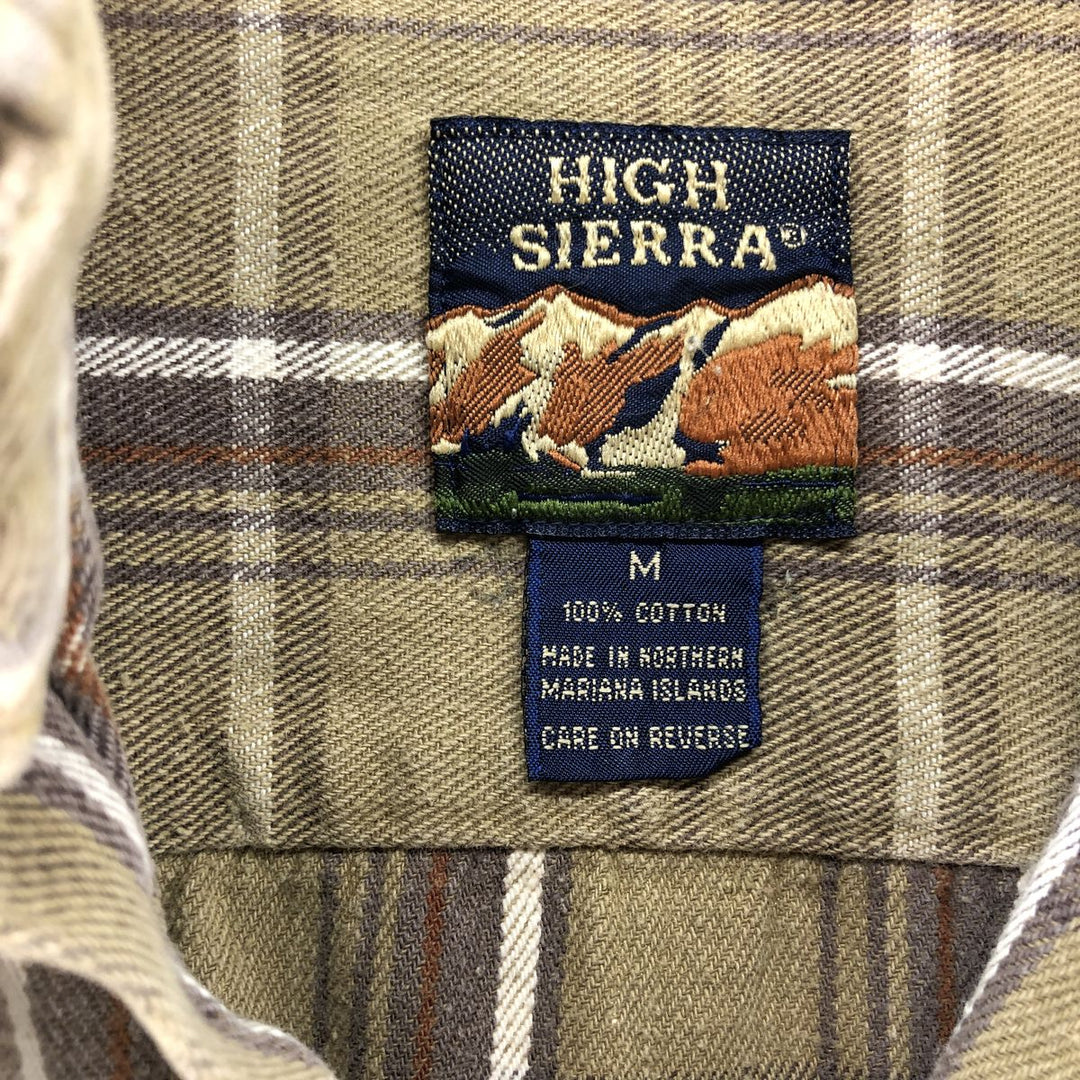 HIGH
SIERRA®
M
100% COTTON
MADE IN NORTHERN
MARIANA ISLANDS
CARE ON REVERSE